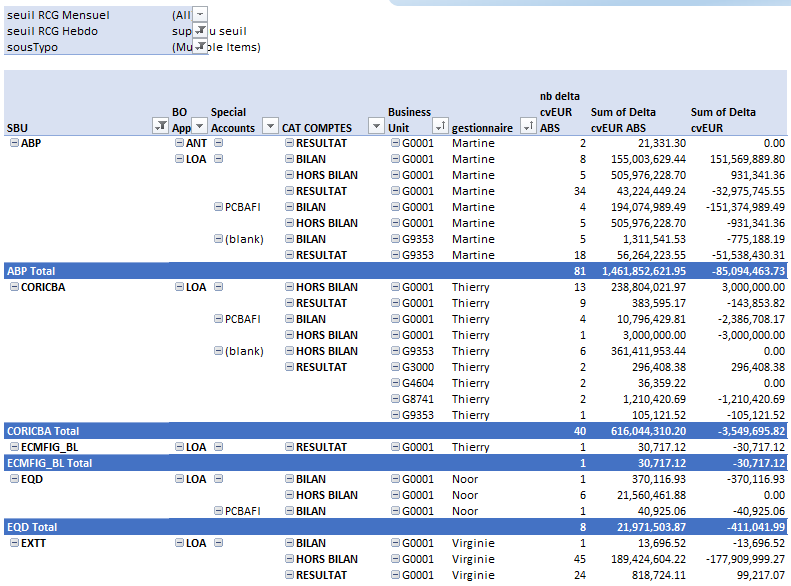 seuil RCG Mensuel (All
seuil RCG Hebdo sup u seuil
sousTypo (Mu ple Items)
nb delta
BO Special Business cvEUR Sum of Delta Sum of Delta
SBU App Accounts CAT COMPTES Unit gestionnaire ABS cvEUR ABS cvEUR
ABP ANT RESULTAT G0001 Martine 2 21,331.30 0.00
LOA BILAN G0001 Martine 8 155,003,629.44 151,569,889.80
HORS BILAN G0001 Martine 5 505,976,228.70 931,341.36
RESULTAT G0001 Martine 34 43,224,449.24 -32,975,745.55
PCBAFI BILAN G0001 Martine 4 194,074,989.49 -151,374,989.49
HORS BILAN G0001 Martine 5 505,976,228.70 -931,341.36
(blank) BILAN G9353 Martine 5 1,311,541.53 -775,188.19
RESULTAT G9353 Martine 18 56,264,223.55 -51,538,430.31
ABP Total 81 1,461,852,621.95 -85,094,463.73
CORICBA LOA HORS BILAN G0001 Thierry 13 238,804,021.97 3,000,000.00
RESULTAT G0001 Thierry 9 383,595.17 -143,853.82
PCBAFI BILAN G0001 Thierry 4 10,796,429.81 -2,386,708.17
HORS BILAN G0001 Thierry 1 3,000,000.00 -3,000,000.00
(blank) HORS BILAN G9353 Thierry 6 361,411,953.44 0.00
RESULTAT G3000 Thierry 2 296,408.38 296,408.38
G4604 Thierry 2 36,359.22 0.00
G8741 Thierry 2 1,210,420.69 -1,210,420.69
G9353 Thierry 1 105,121.52 -105,121.52
CORICBA Total 40 616,044,310.20 -3,549,695.82
ECMFIG_BL LOA RESULTAT G0001 Thierry 1 30,717.12 -30,717.12
ECMFIG_BL Total 1 30,717.12 -30,717.12
EQD LOA BILAN G0001 Noor 1 370,116.93 -370,116.93
HORS BILAN G0001 Noor 6 21,560,461.88 0.00
PCBAFI BILAN G0001 Noor 1 40,925.06 -40,925.06
EQD Total 8 21,971,503.87 -411,041.99
EXTT LOA BILAN G0001 Virginie 1 13,696.52 -13,696.52
HORS BILAN G0001 Virginie 45 189,424,604.22 -177,909,999.27
RESULTAT G0001 Virginie 24 818,724.11 99,217.07